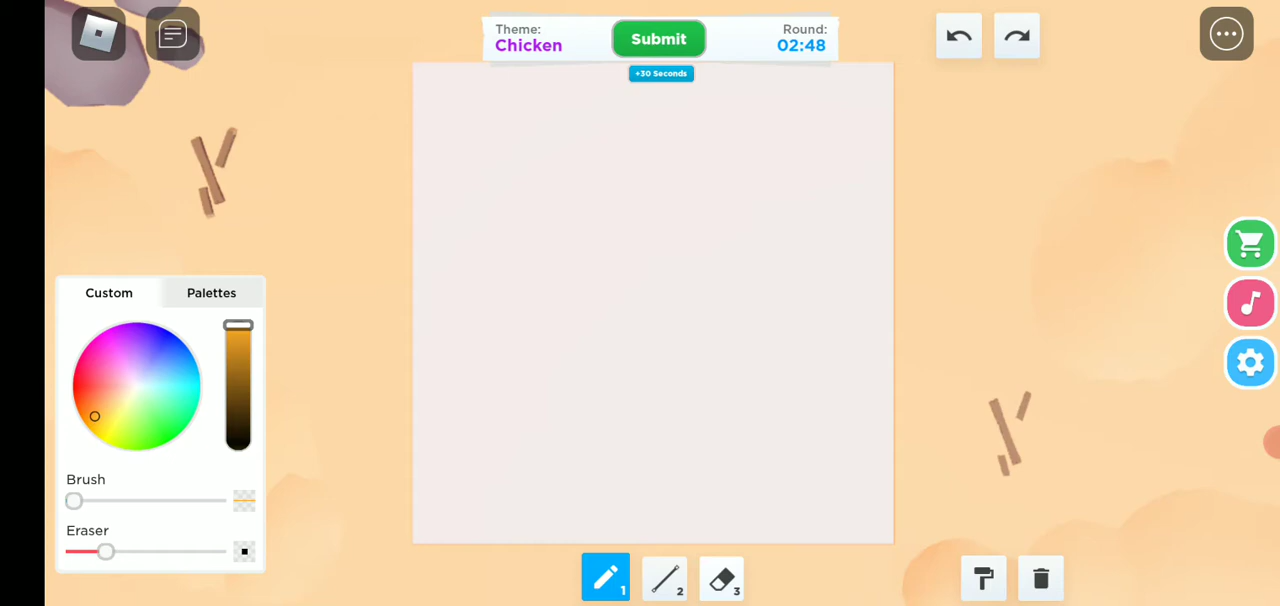 Theme:
Chicken
Submit
Round:
02:48
+30 Seconds
Custom
Palettes
Brush
Eraser
1
2
3